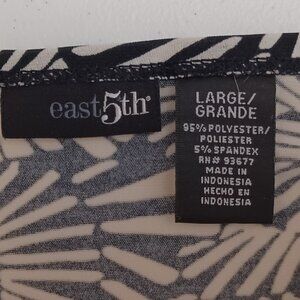 east5th®
LARGE/
GRANDE
95% POLYESTER/
POLIESTER
5% SPANDEX
RN# 93677
MADE IN
INDONESIA
HECHO EN
INDONESIA